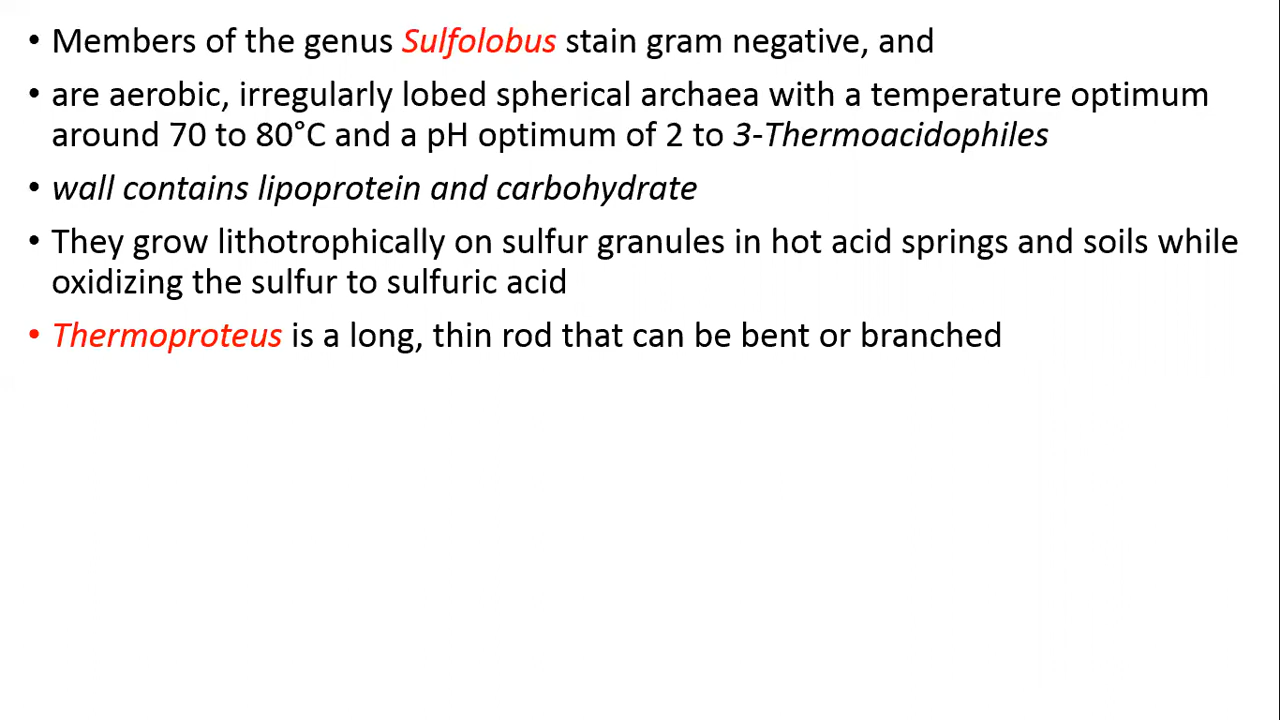 • Members of the genus Sulfolobus stain gram negative, and
• are aerobic, irregularly lobed spherical archaea with a temperature optimum
around 70 to 80°C and a pH optimum of 2 to 3-Thermoacidophiles
• wall contains lipoprotein and carbohydrate
• They grow lithotrophically on sulfur granules in hot acid springs and soils while
oxidizing the sulfur to sulfuric acid
• Thermoproteus is a long, thin rod that can be bent or branched